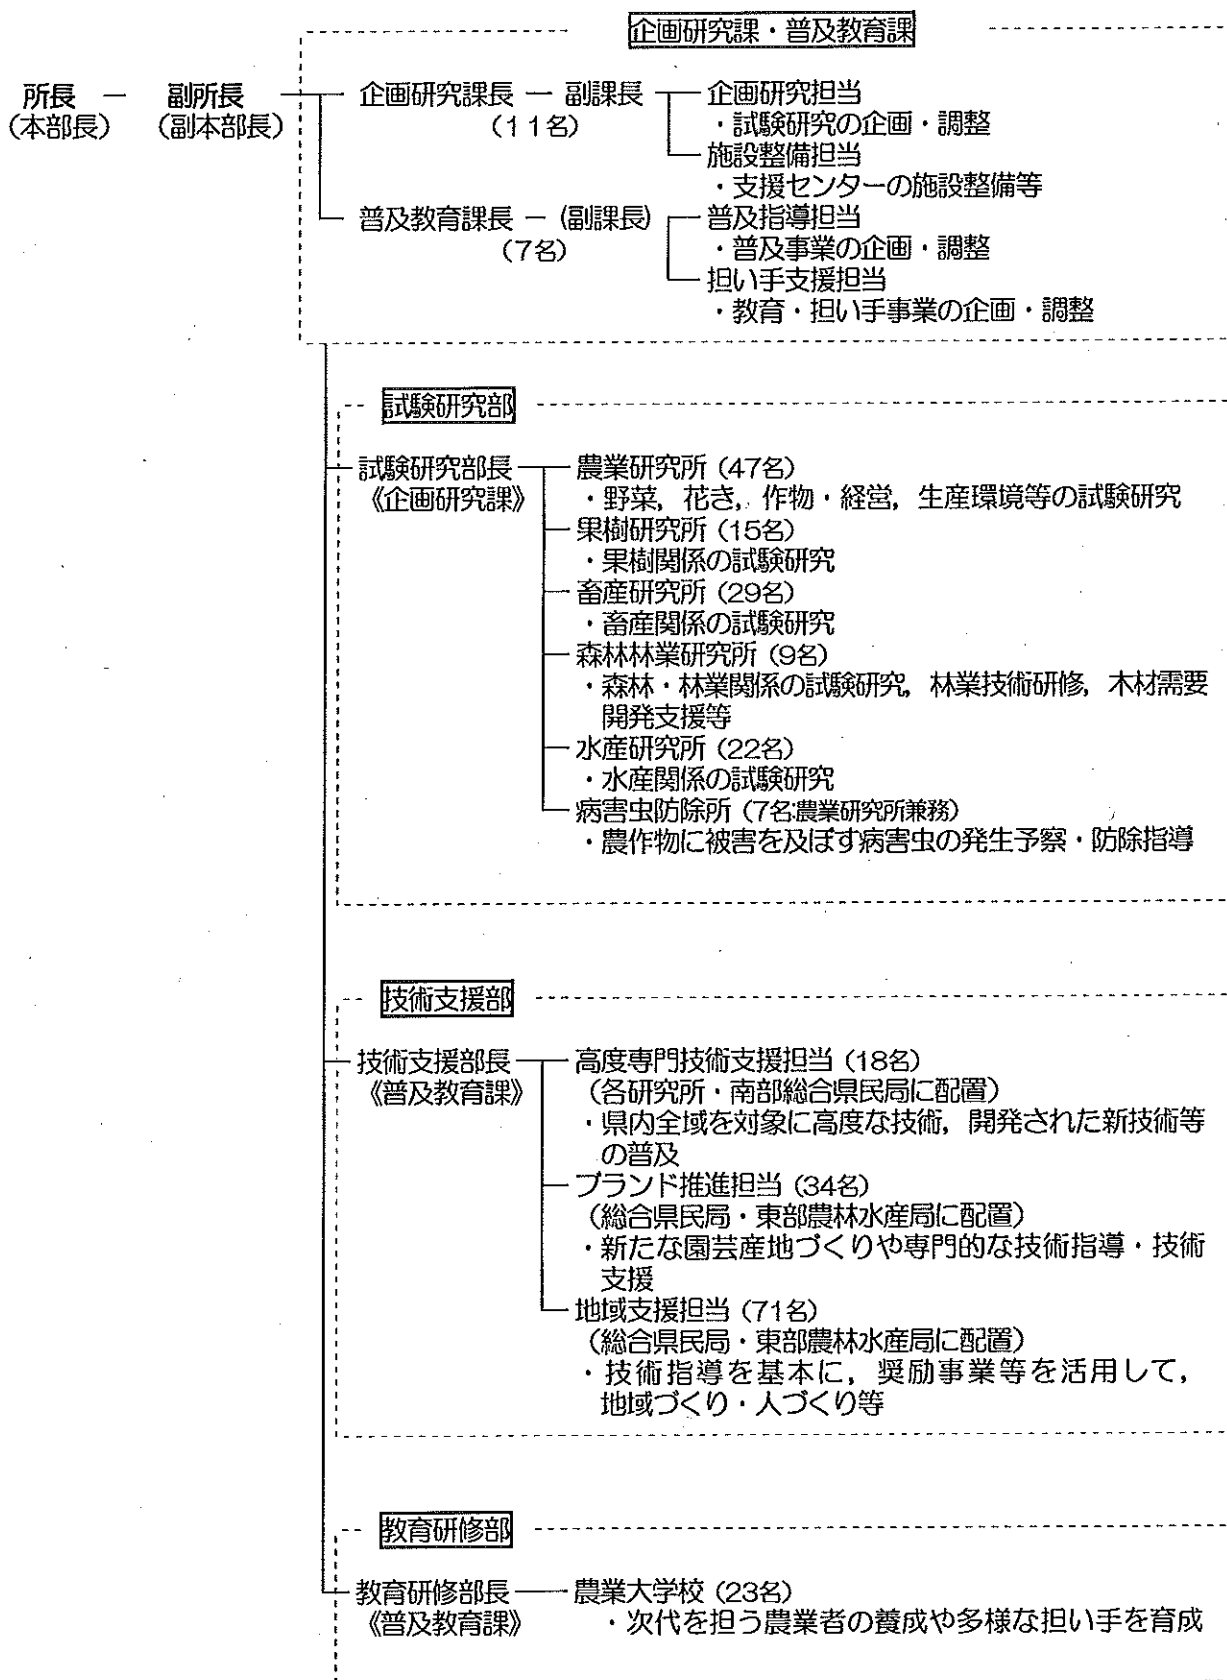 企画研究課・普及教育課
所長 － 副所長 企画研究課長 － 副課長 企画研究担当
（本部長） （副本部長） （１１名） ・試験研究の企画・調整
施設整備担当
・支援センターの施設整備等
普及教育課長 －（副課長） 普及指導担当
（７名） ・普及事業の企画・調整
担い手支援担当
・教育・担い手事業の企画・調整
試験研究部
試験研究部長 農業研究所（47名）
《企画研究課》 ・野菜，花き，作物・経営，生産環境等の試験研究
果樹研究所（15名）
・果樹関係の試験研究
畜産研究所（29名）
・畜産関係の試験研究
森林林業研究所（9名）
・森林・林業関係の試験研究，林業技術研修，木材需要
開発支援等
水産研究所（22名）
・水産関係の試験研究
病害虫防除所（7名:農業研究所兼務）
・農作物に被害を及ぼす病害虫の発生予察・防除指導
技術支援部
技術支援部長 高度専門技術支援担当（18名）
《普及教育課》 （各研究所・南部総合県民局に配置）
・県内全域を対象に高度な技術，開発された新技術等
の普及
ブランド推進担当（34名）
（総合県民局・東部農林水産局に配置）
・新たな園芸産地づくりや専門的な技術指導・技術
支援
地域支援担当（71名）
（総合県民局・東部農林水産局に配置）
・技術指導を基本に，奨励事業等を活用して，
地域づくり・人づくり等
教育研修部
教育研修部長 農業大学校（23名）
《普及教育課》 ・次代を担う農業者の養成や多様な担い手を育成